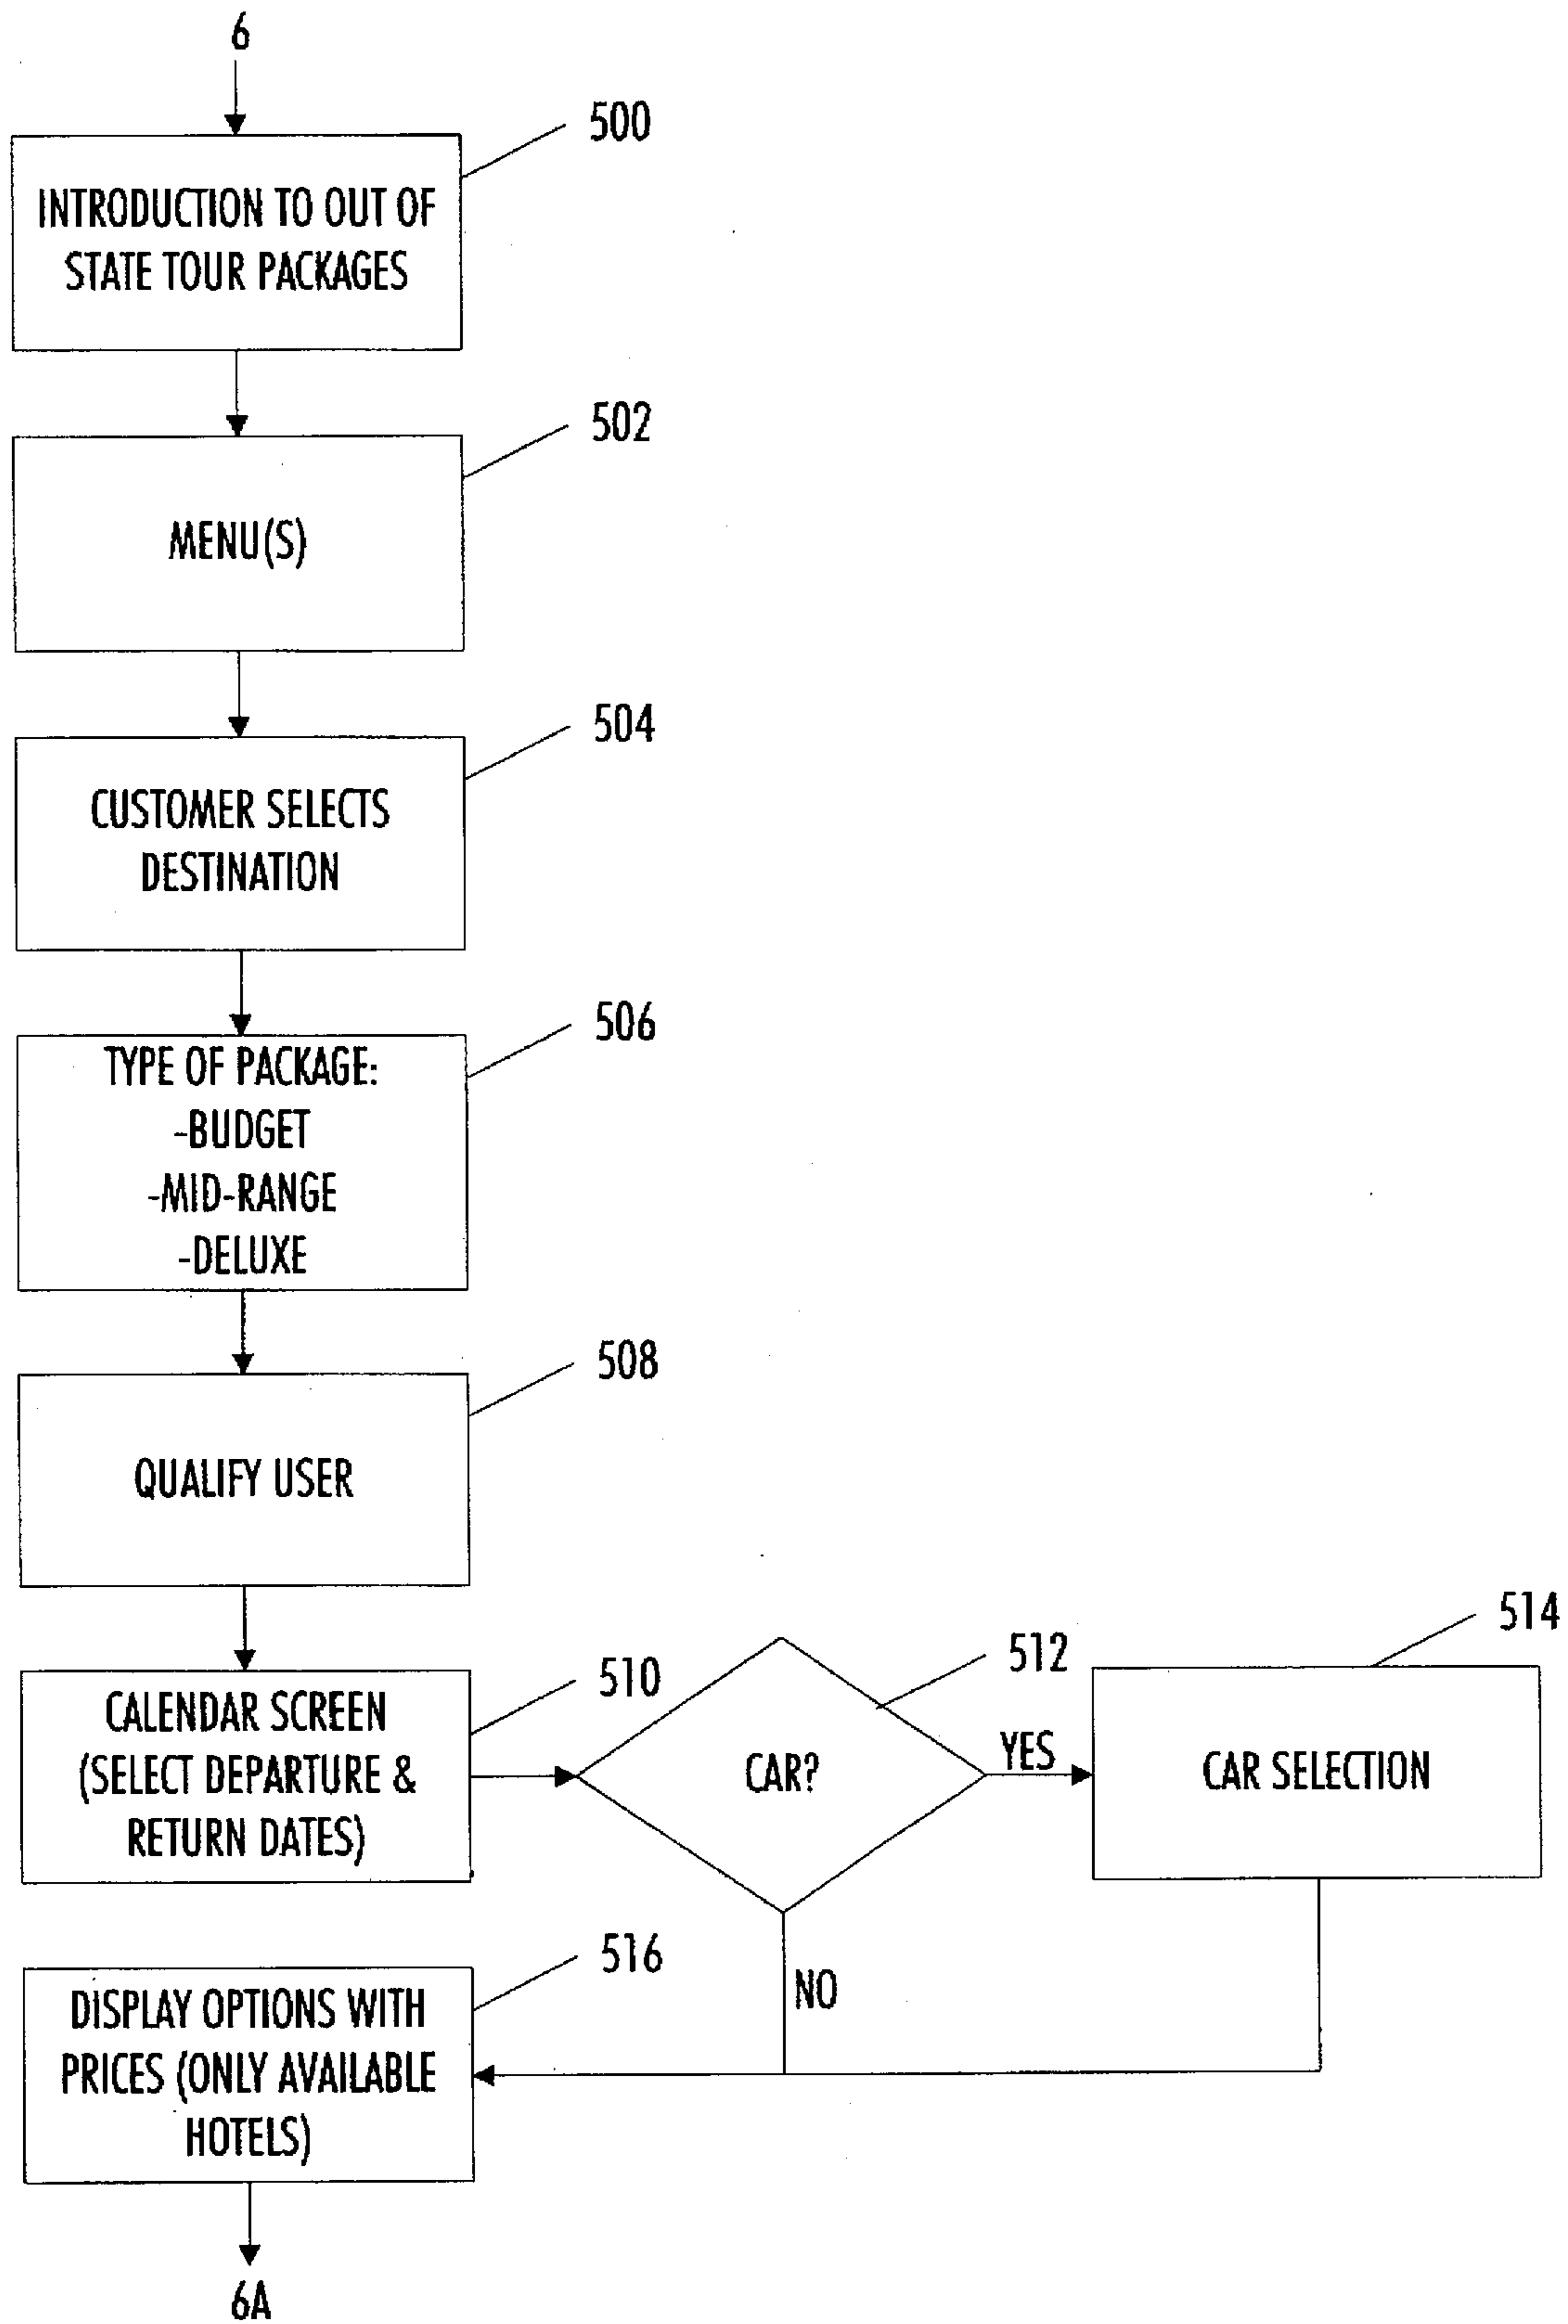 6
500
INTRODUCTION TO OUT OF
STATE TOUR PACKAGES
502
MENU(S)
504
CUSTOMER SELECTS
DESTINATION
506
TYPE OF PACKAGE:
-BUDGET
-MID-RANGE
-DELUXE
508
QUALIFY USER
510
CALENDAR SCREEN
(SELECT DEPARTURE &
RETURN DATES)
512
CAR?
YES
514
CAR SELECTION
NO
516
DISPLAY OPTIONS WITH
PRICES (ONLY AVAILABLE
HOTELS)
6A